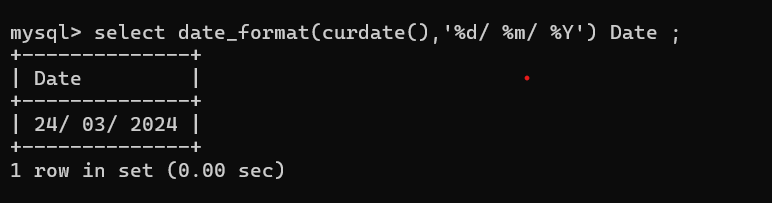 mysql> select date_format(curdate(),'%d/ %m/ %Y') Date ;
+--------------+
| Date         |
+--------------+
| 24/ 03/ 2024 |
+--------------+
1 row in set (0.00 sec)